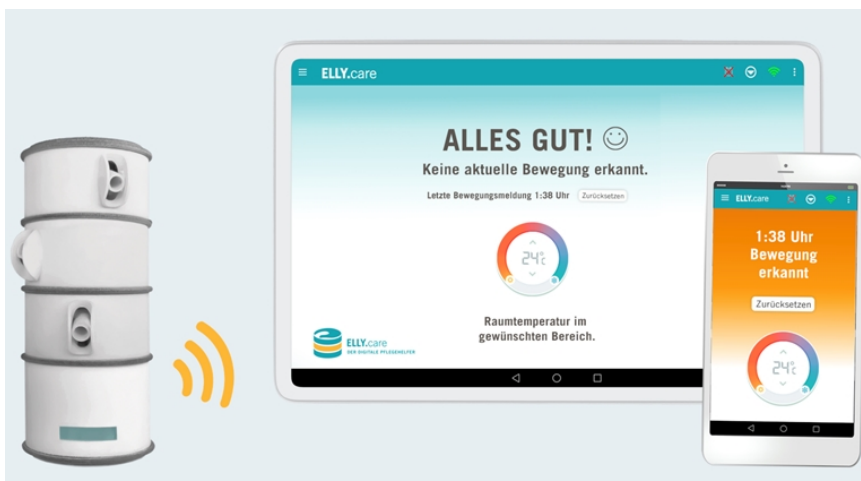 ELLY.care
ALLES GUT! ☺
Keine aktuelle Bewegung erkannt.
Letzte Bewegungsmeldung 1:38 Uhr Zurücksetzen
24°c
Raumtemperatur im
gewünschten Bereich.
ELLY.care
DER DIGITALE PFLEGEHELFER
ELLY.care
1:38 Uhr
Bewegung
erkannt
Zurücksetzen
24°c